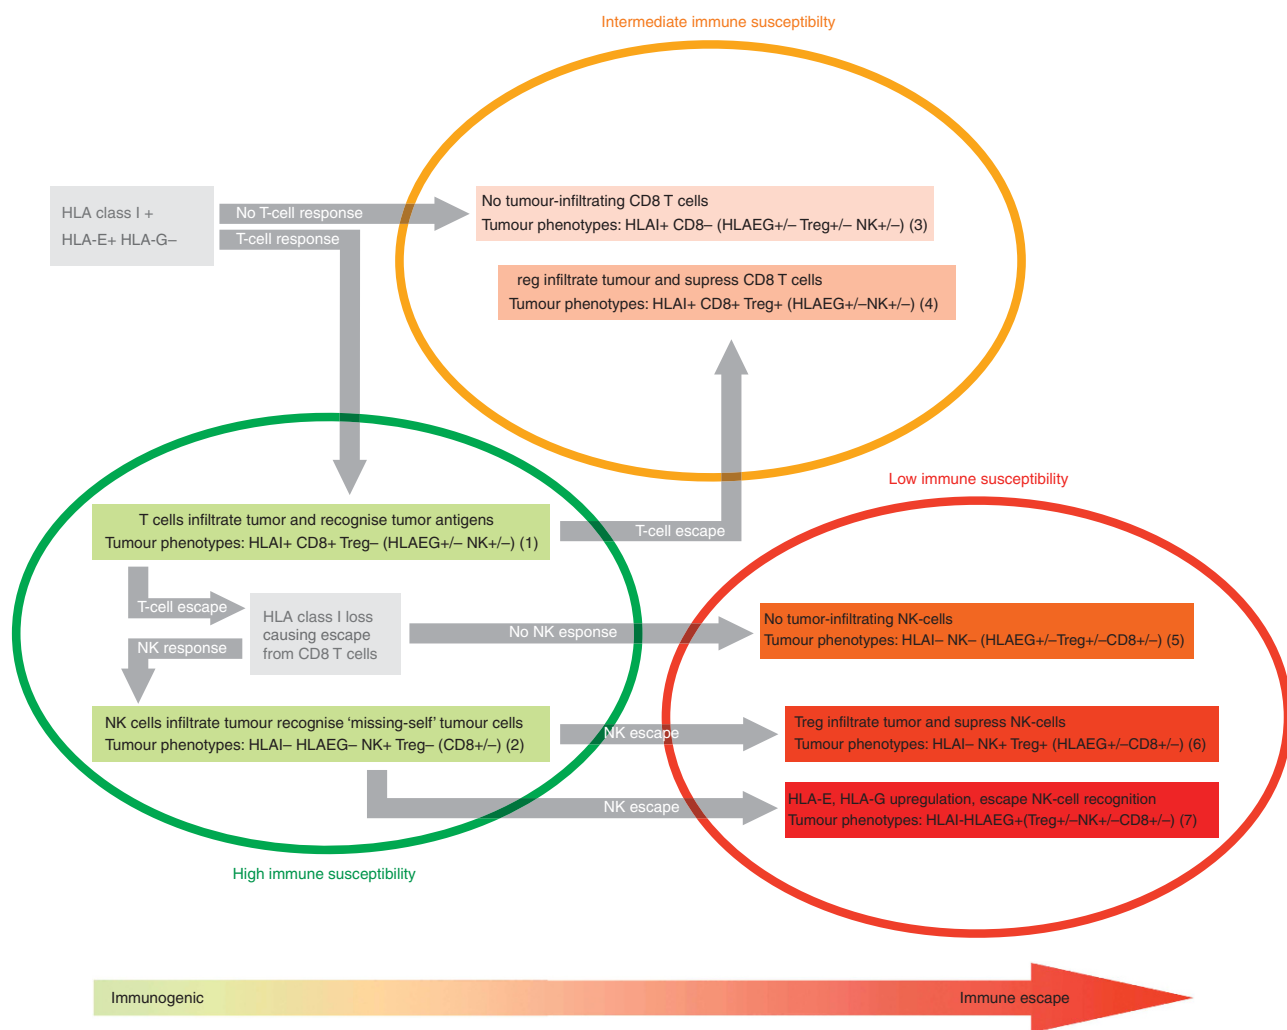 Intermediate immune susceptibilty
HLA class I +
HLA-E+ HLA-G–
No T-cell response
T-cell response
No tumour-infiltrating CD8 T cells
Tumour phenotypes: HLAI+ CD8– (HLAEG+/– Treg+/– NK+/–) (3)
reg infiltrate tumour and supress CD8 T cells
Tumour phenotypes: HLAI+ CD8+ Treg+ (HLAEG+/–NK+/–) (4)
Low immune susceptibility
T cells infiltrate tumor and recognise tumor antigens
Tumour phenotypes: HLAI+ CD8+ Treg– (HLAEG+/– NK+/–) (1)
T-cell escape
T-cell escape
HLA class I loss
causing escape
from CD8 T cells
NK response
No NK esponse
No tumor-infiltrating NK-cells
Tumour phenotypes: HLAI– NK– (HLAEG+/–Treg+/–CD8+/–) (5)
NK cells infiltrate tumour recognise ‘missing-self’ tumour cells
Tumour phenotypes: HLAI– HLAEG– NK+ Treg– (CD8+/–) (2)
NK escape
Treg infiltrate tumor and supress NK-cells
Tumour phenotypes: HLAI– NK+ Treg+ (HLAEG+/–CD8+/–) (6)
NK escape
HLA-E, HLA-G upregulation, escape NK-cell recognition
Tumour phenotypes: HLAI-HLAEG+(Treg+/–NK+/–CD8+/–) (7)
High immune susceptibility
Immunogenic
Immune escape